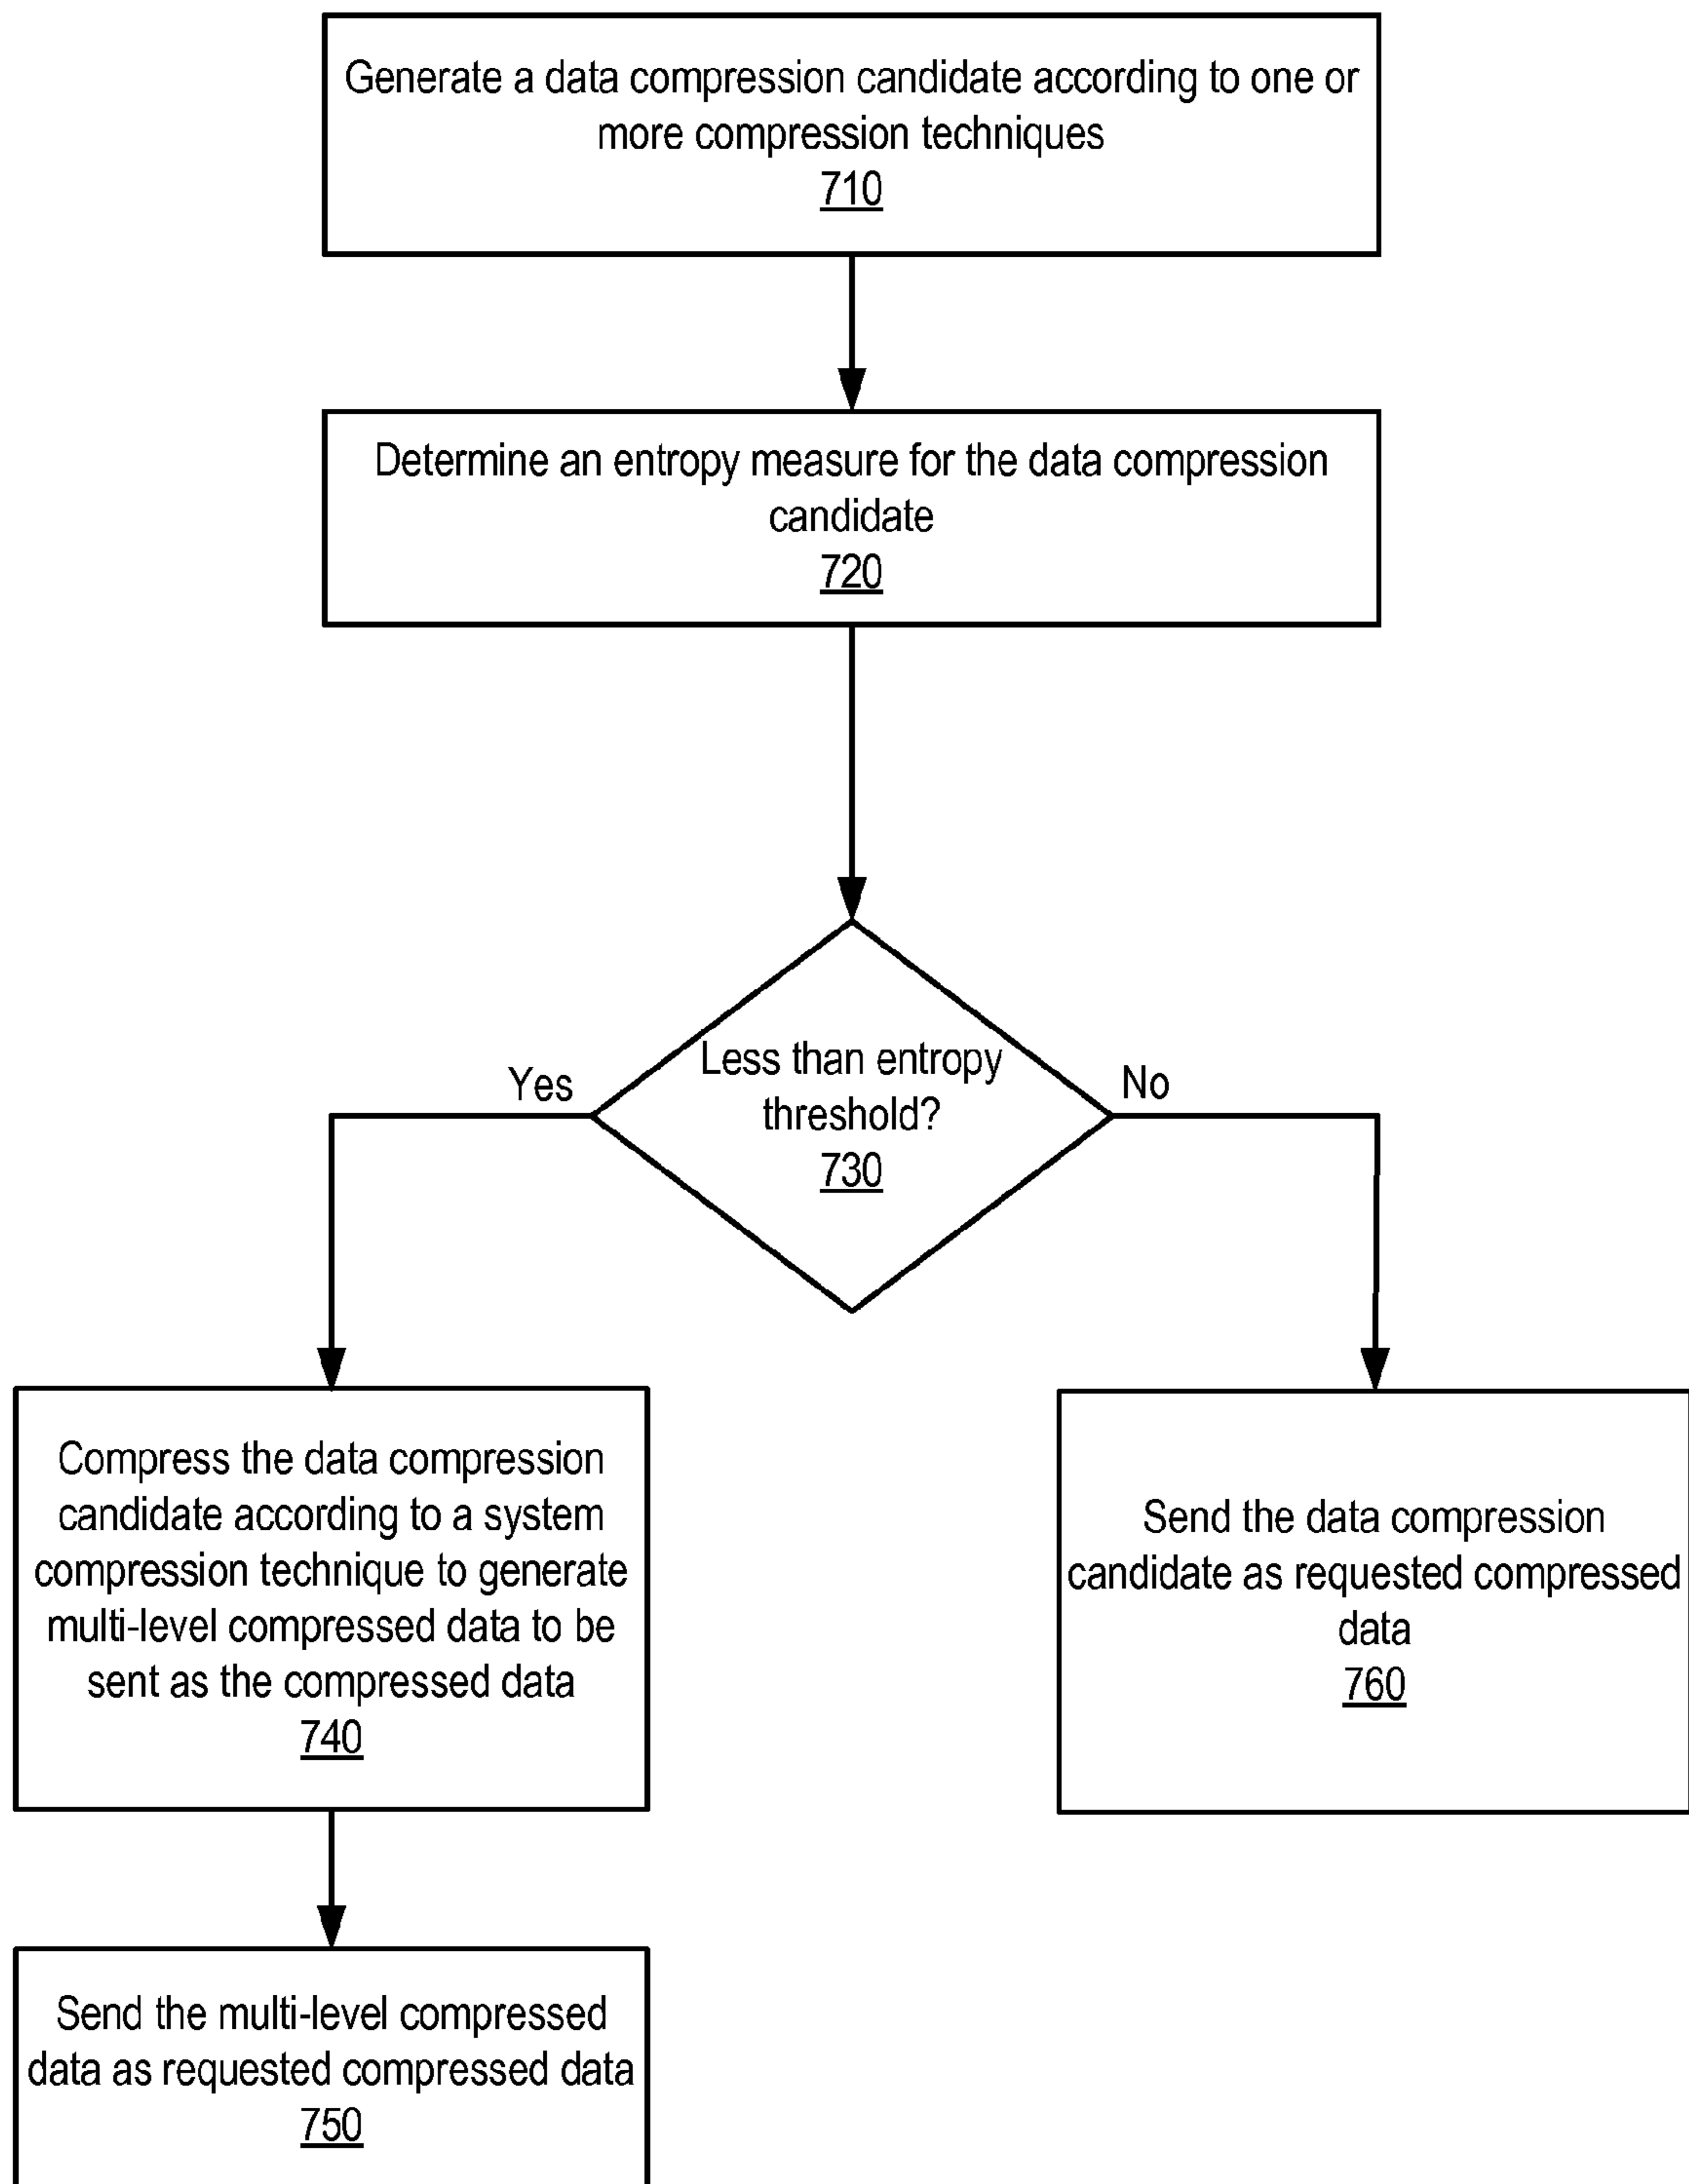 Generate a data compression candidate according to one or
more compression techniques
710
Determine an entropy measure for the data compression
candidate
720
Less than entropy
threshold?
730
Yes
No
Compress the data compression
candidate according to a system
compression technique to generate
multi-level compressed data to be
sent as the compressed data
740
Send the data compression
candidate as requested compressed
data
760
Send the multi-level compressed
data as requested compressed data
750